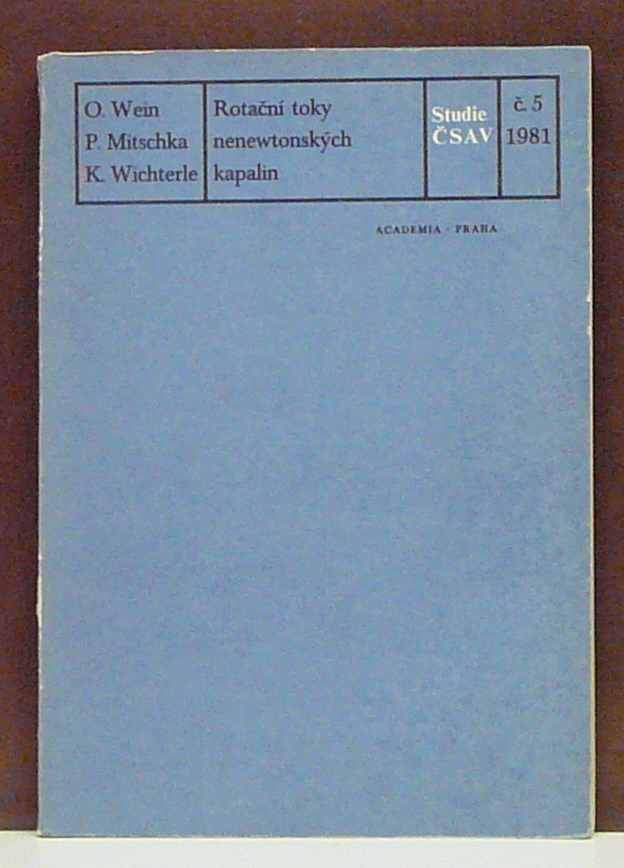 O. Wein
P. Mitschka
K. Wichterle
Rotační toky
nenewtonských
kapalin
Studie
ČSAV
č. 5
1981
ACADEMIA · PRAHA